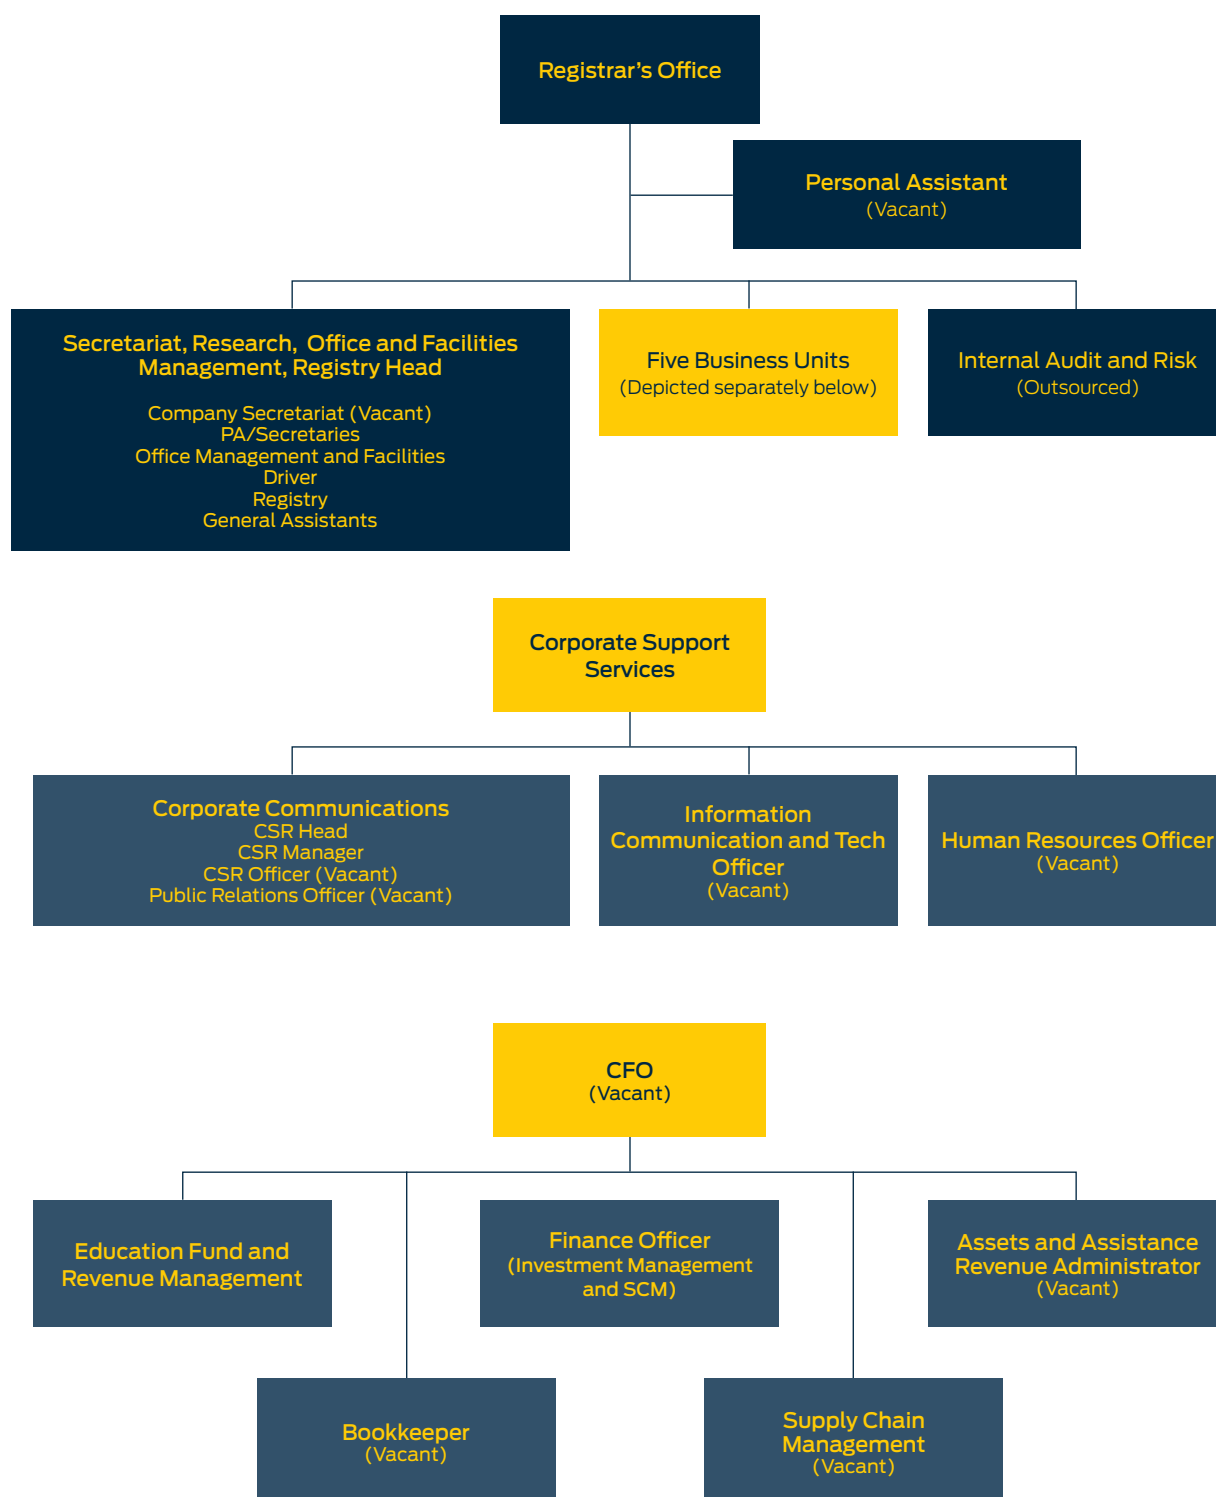 Registrar’s Office
Personal Assistant
(Vacant)
Secretariat, Research, Office and Facilities
Management, Registry Head
Company Secretariat (Vacant)
PA/Secretaries
Office Management and Facilities
Driver
Registry
General Assistants
Five Business Units
(Depicted separately below)
Internal Audit and Risk
(Outsourced)
Corporate Support
Services
Corporate Communications
CSR Head
CSR Manager
CSR Officer (Vacant)
Public Relations Officer (Vacant)
Information
Communication and Tech
Officer
(Vacant)
Human Resources Officer
(Vacant)
CFO
(Vacant)
Education Fund and
Revenue Management
Finance Officer
(Investment Management
and SCM)
Assets and Assistance
Revenue Administrator
(Vacant)
Bookkeeper
(Vacant)
Supply Chain
Management
(Vacant)